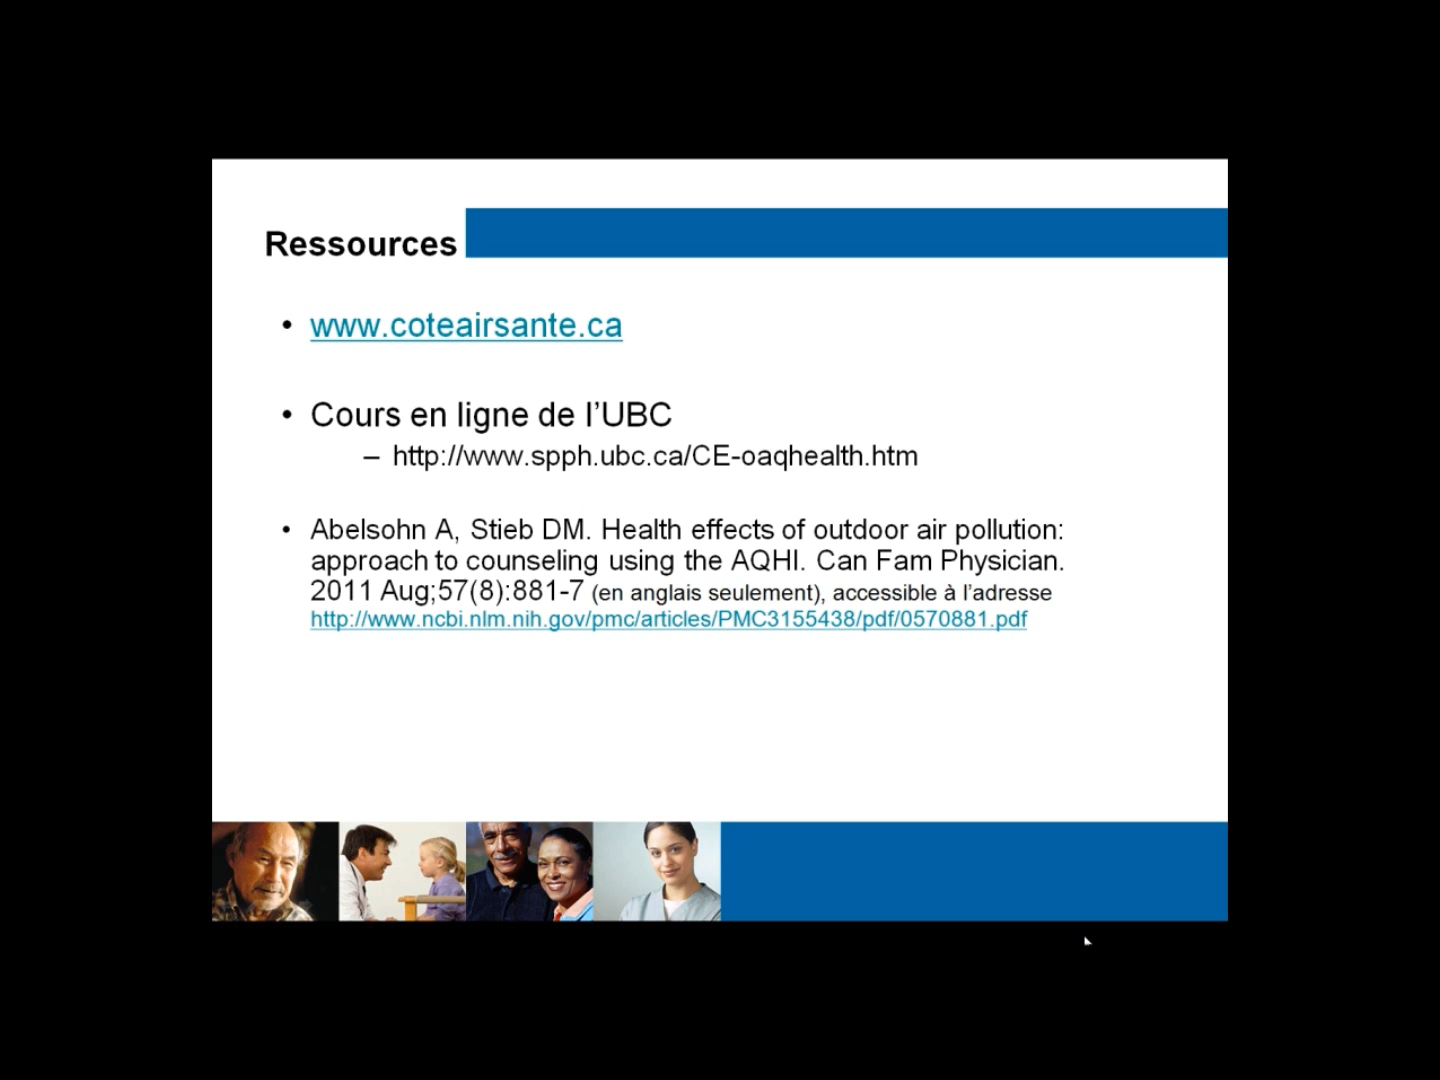 Ressources
• www.coteairsante.ca
• Cours en ligne de l’UBC
– http://www.spph.ubc.ca/CE-oaqhealth.htm
• Abelsohn A, Stieb DM. Health effects of outdoor air pollution:
approach to counseling using the AQHI. Can Fam Physician.
2011 Aug;57(8):881-7 (en anglais seulement), accessible à l’adresse
http://www.ncbi.nlm.nih.gov/pmc/articles/PMC3155438/pdf/0570881.pdf